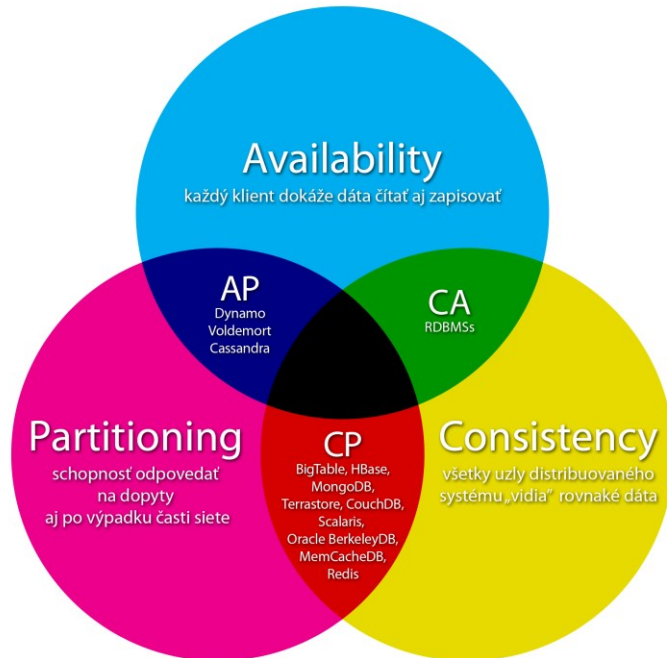 Availability
každý klient dokáže dáta čítať aj zapisovať
AP
Dynamo
Voldemort
Cassandra
CA
RDBMSs
Partitioning
schopnosť odpovedať
na dopyty
aj po výpadku časti siete
CP
BigTable, HBase,
MongoDB,
Terrastore, CouchDB,
Scalaris,
Oracle BerkeleyDB,
MemCacheDB,
Redis
Consistency
všetky uzly distribuovaného
systému „vidia” rovnaké dáta